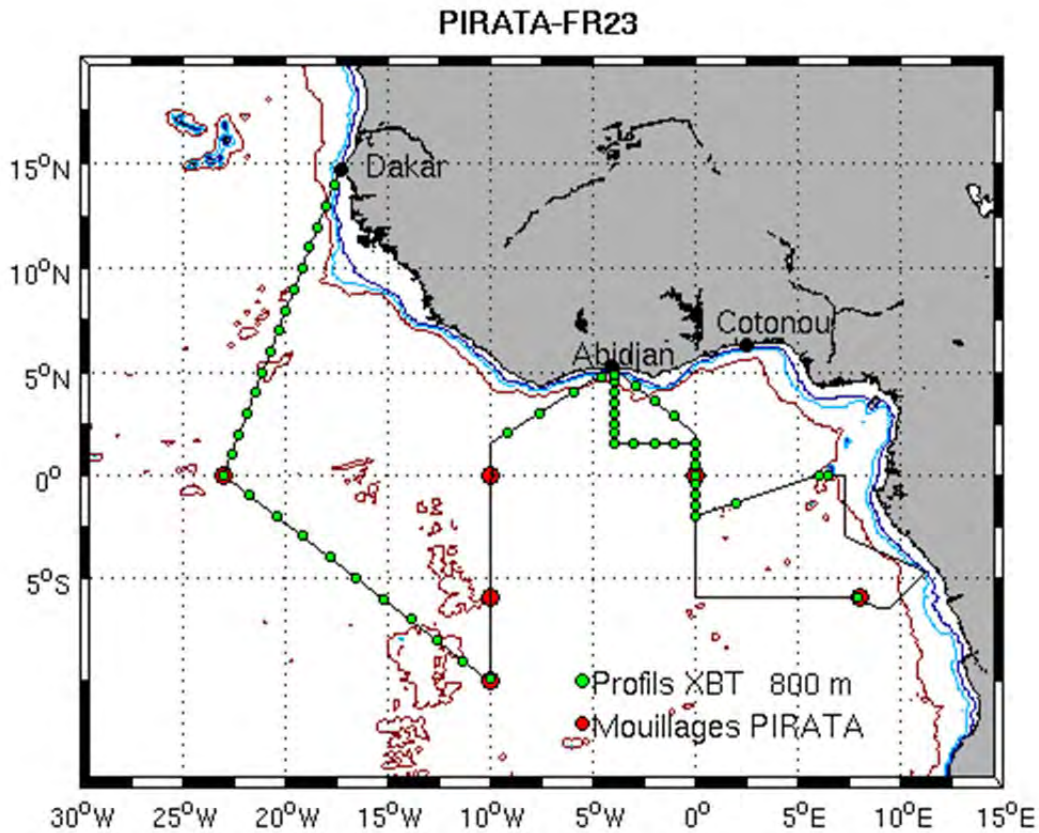 PIRATA-FR23
15°N
10°N
5°N
0°
5°S
Dakar
Cotonou
Abidjan
Profils XBT 800 m
Mouillages PIRATA
30°W 25°W 20°W 15°W 10°W 5°W 0° 5°E 10°E 15°E